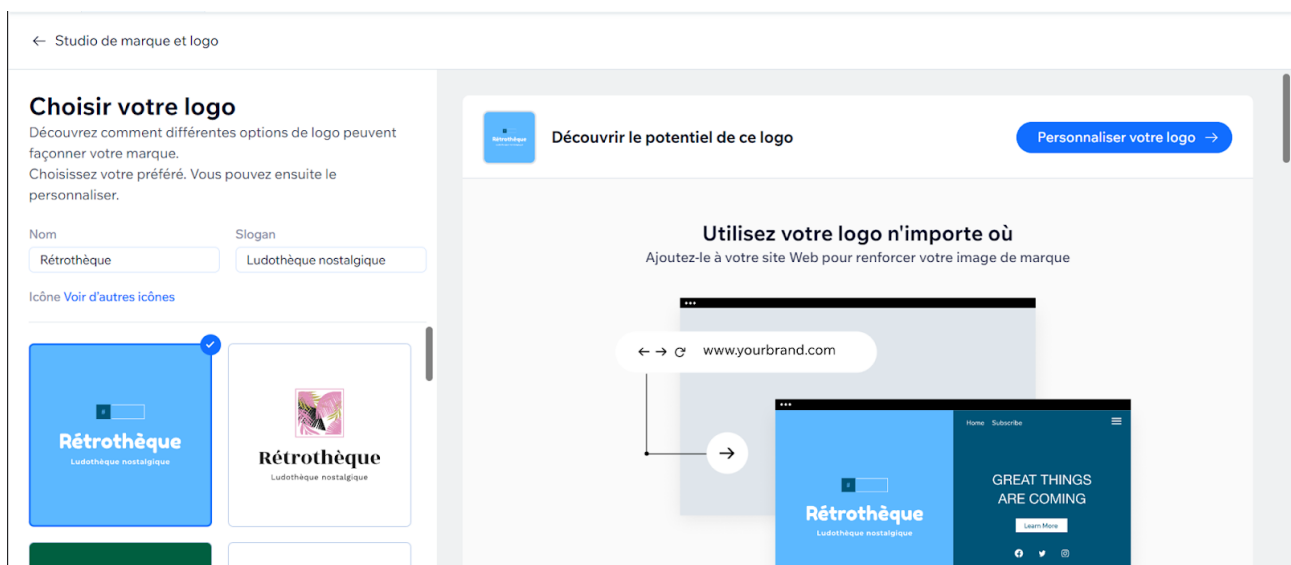 ← Studio de marque et logo
Choisir votre logo
Découvrez comment différentes options de logo peuvent
façonner votre marque.
Choisissez votre préféré. Vous pouvez ensuite le
personnaliser.
Nom
Slogan
Rétrothèque
Ludothèque nostalgique
Icône Voir d'autres icônes
Rétrothèque
Ludothèque nostalgique
Rétrothèque
Ludothèque nostalgique
Rétrothèque
Découvrir le potentiel de ce logo
Personnaliser votre logo →
Utilisez votre logo n'importe où
Ajoutez-le à votre site Web pour renforcer votre image de marque
www.yourbrand.com
Rétrothèque
Ludothèque nostalgique
Home Subscribe
GREAT THINGS
ARE COMING
Learn More